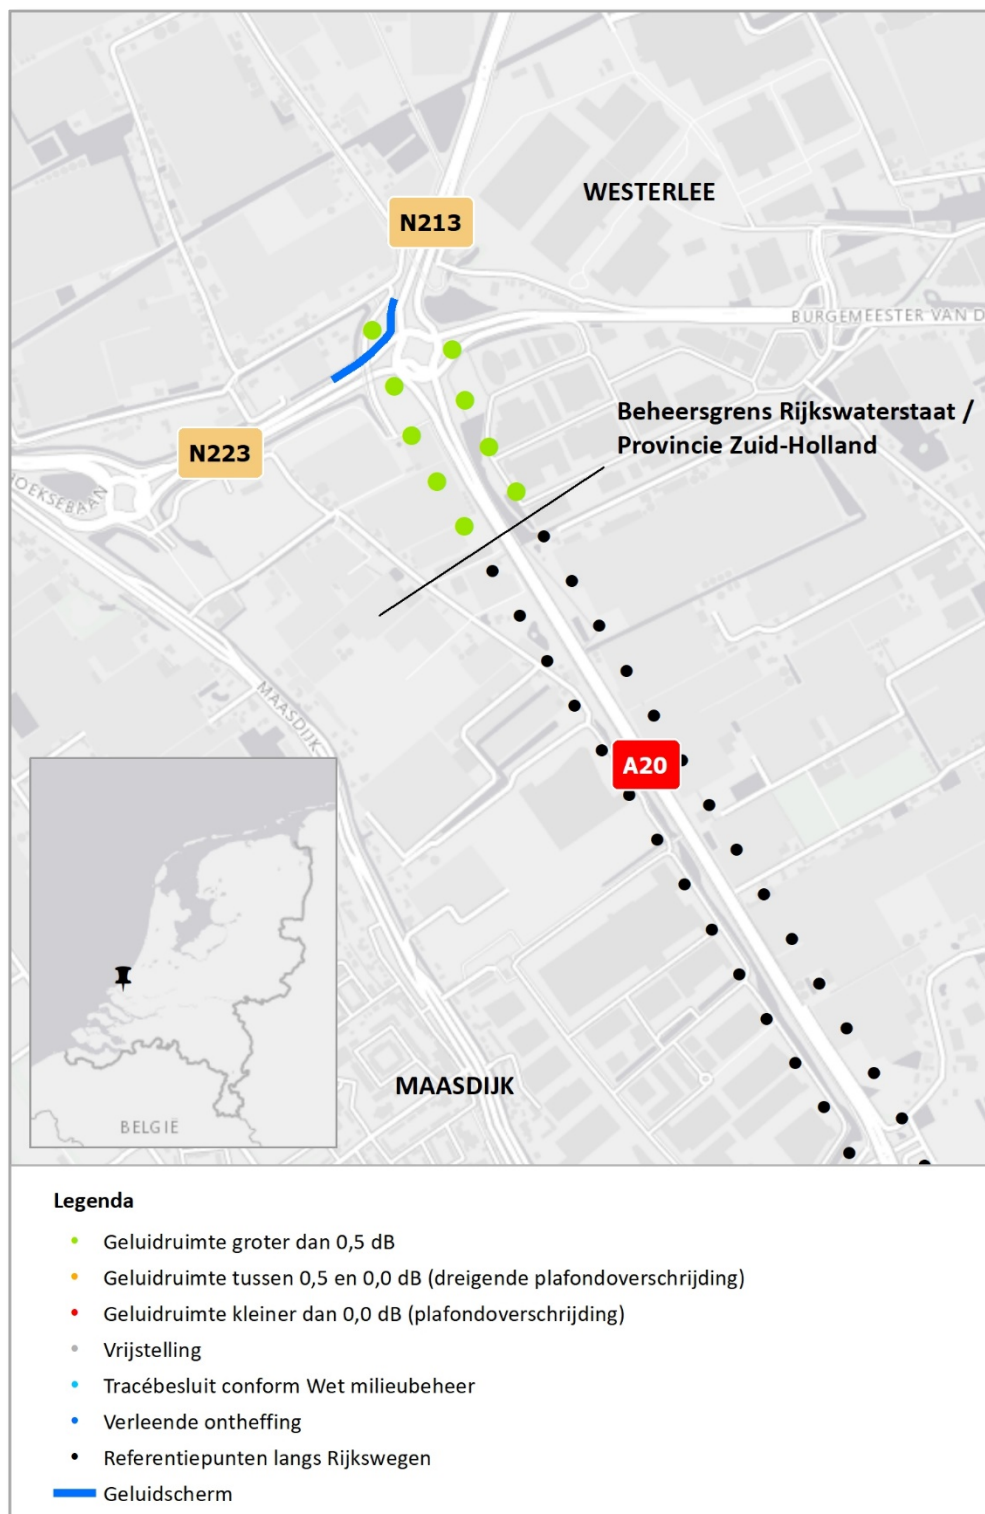 WESTERLEE
N213
BURGEMEESTER VAN D
Beheersgrens Rijkswaterstaat /
Provincie Zuid-Holland
N223
HOEKSEBAAN
MAASDIJK
A20
MAASDIJK
BELGIË
Legenda
Geluidruimte groter dan 0,5 dB
Geluidruimte tussen 0,5 en 0,0 dB (dreigende plafondoverschrijding)
Geluidruimte kleiner dan 0,0 dB (plafondoverschrijding)
Vrijstelling
Tracébesluit conform Wet milieubeheer
Verleende ontheffing
Referentiepunten langs Rijkswegen
Geluidscherm